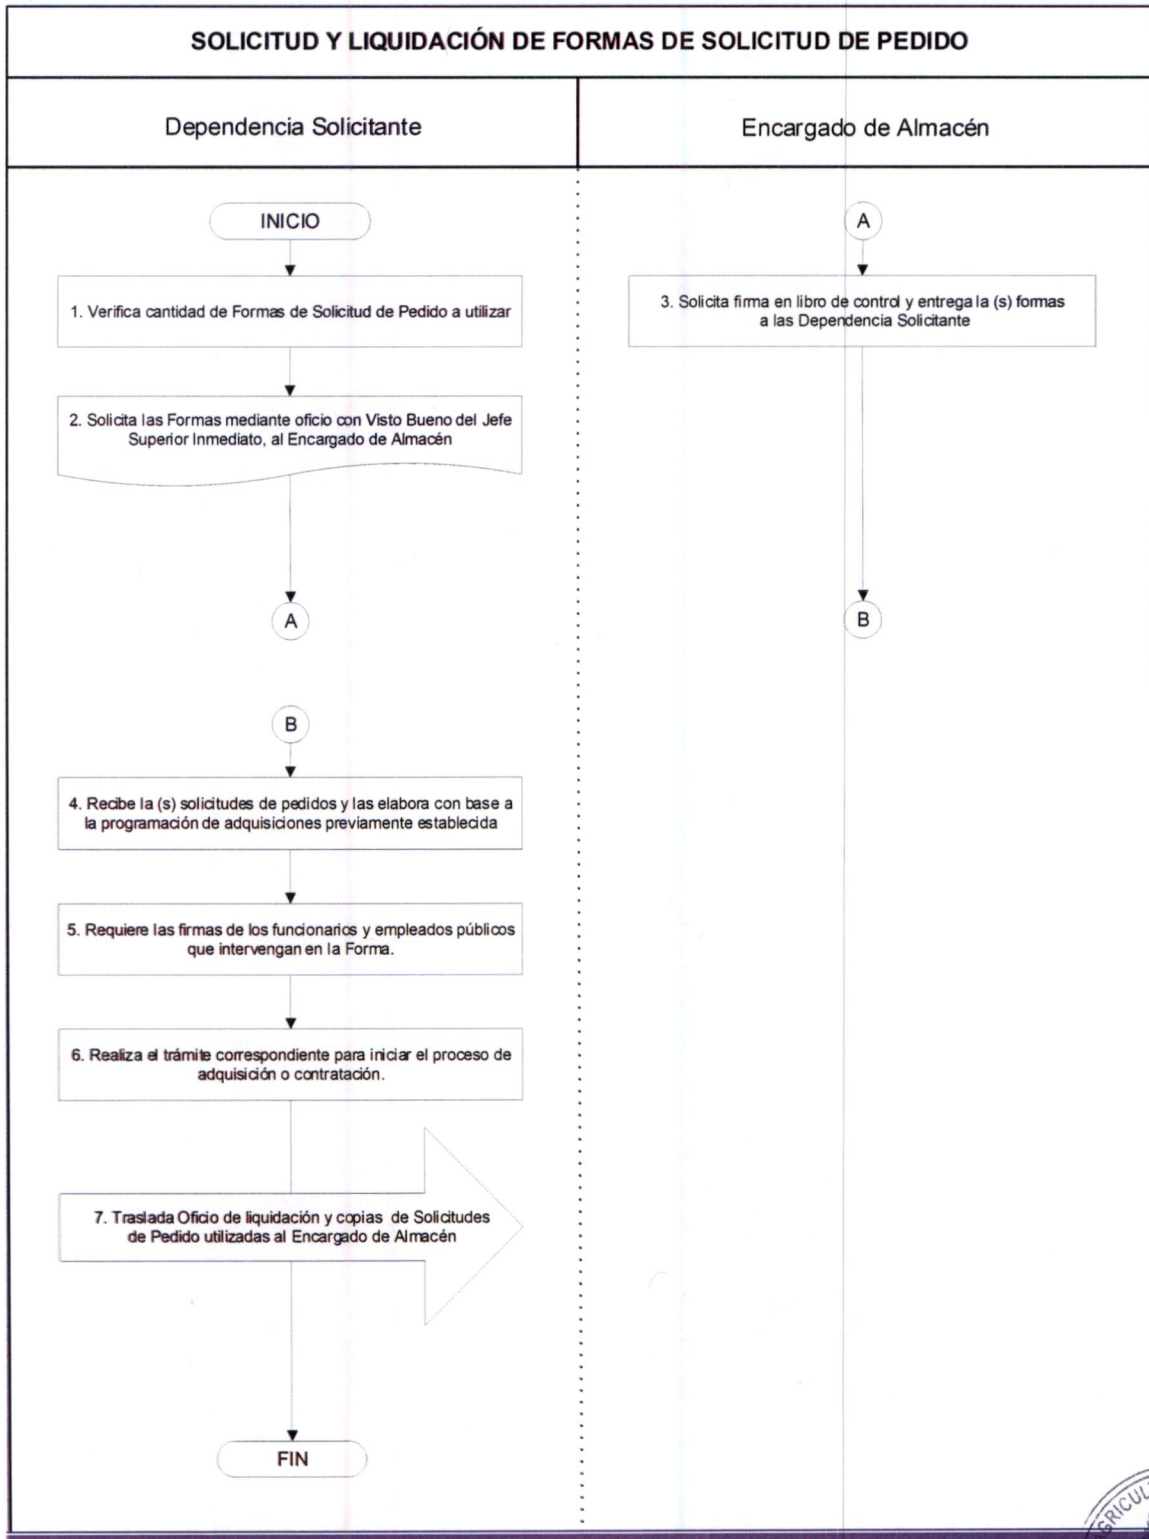 SOLICITUD Y LIQUIDACIÓN DE FORMAS DE SOLICITUD DE PEDIDO
Dependencia Solicitante
Encargado de Almacén
INICIO
1. Verifica cantidad de Formas de Solicitud de Pedido a utilizar
2. Solicita las Formas mediante oficio con Visto Bueno del Jefe
Superior Inmediato, al Encargado de Almacén
A
B
4. Recibe la (s) solicitudes de pedidos y las elabora con base a
la programación de adquisiciones previamente establecida
5. Requiere las firmas de los funcionarios y empleados públicos
que intervengan en la Forma.
6. Realiza el trámite correspondiente para iniciar el proceso de
adquisición o contratación.
7. Traslada Oficio de liquidación y copias de Solicitudes
de Pedido utilizadas al Encargado de Almacén
FIN
A
3. Solicita firma en libro de control y entrega la (s) formas
a las Dependencia Solicitante
B